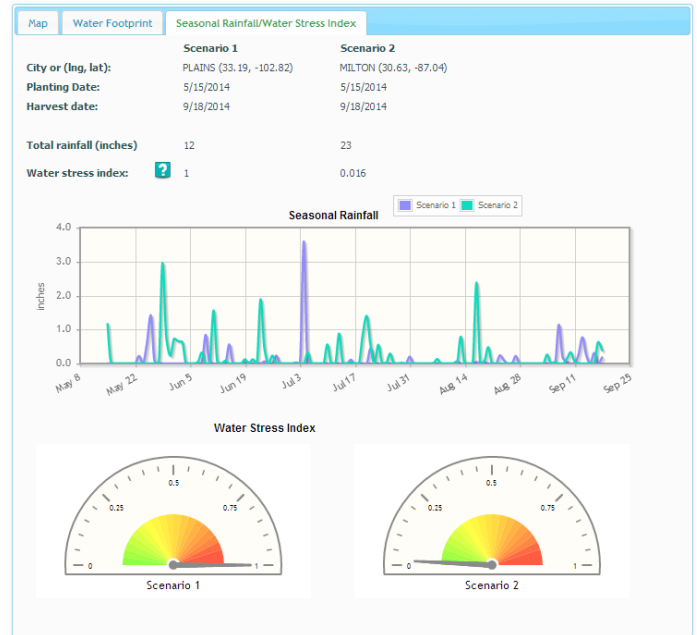 Map Water Footprint Seasonal Rainfall/Water Stress Index
Scenario 1 Scenario 2
City or (lng, lat): PLAINS (33.19, -102.82) MILTON (30.63, -87.04)
Planting Date: 5/15/2014 5/15/2014
Harvest date: 9/18/2014 9/18/2014
Total rainfall (inches) 12 23
Water stress index: ? 1 0.016
Scenario 1 Scenario 2
Seasonal Rainfall
4.0
3.0
2.0
1.0
0.0
inches
May 8 May 22 Jun 5 Jun 19 Jul 3 Jul 17 Jul 31 Aug 14 Aug 28 Sep 11 Sep 25
Water Stress Index
0 0.25 0.5 0.75 1
Scenario 1
0 0.25 0.5 0.75 1
Scenario 2